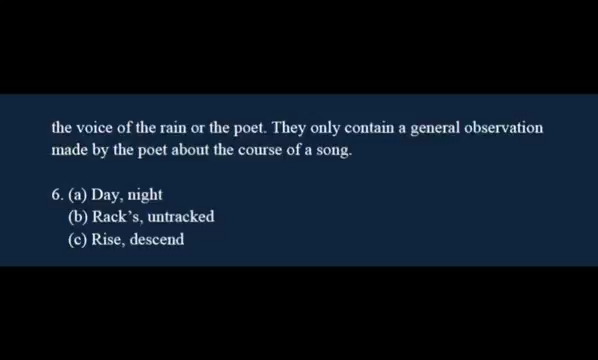 the voice of the rain or the poet. They only contain a general observation
made by the poet about the course of a song.
6. (a) Day, night
(b) Rack's, untracked
(c) Rise, descend